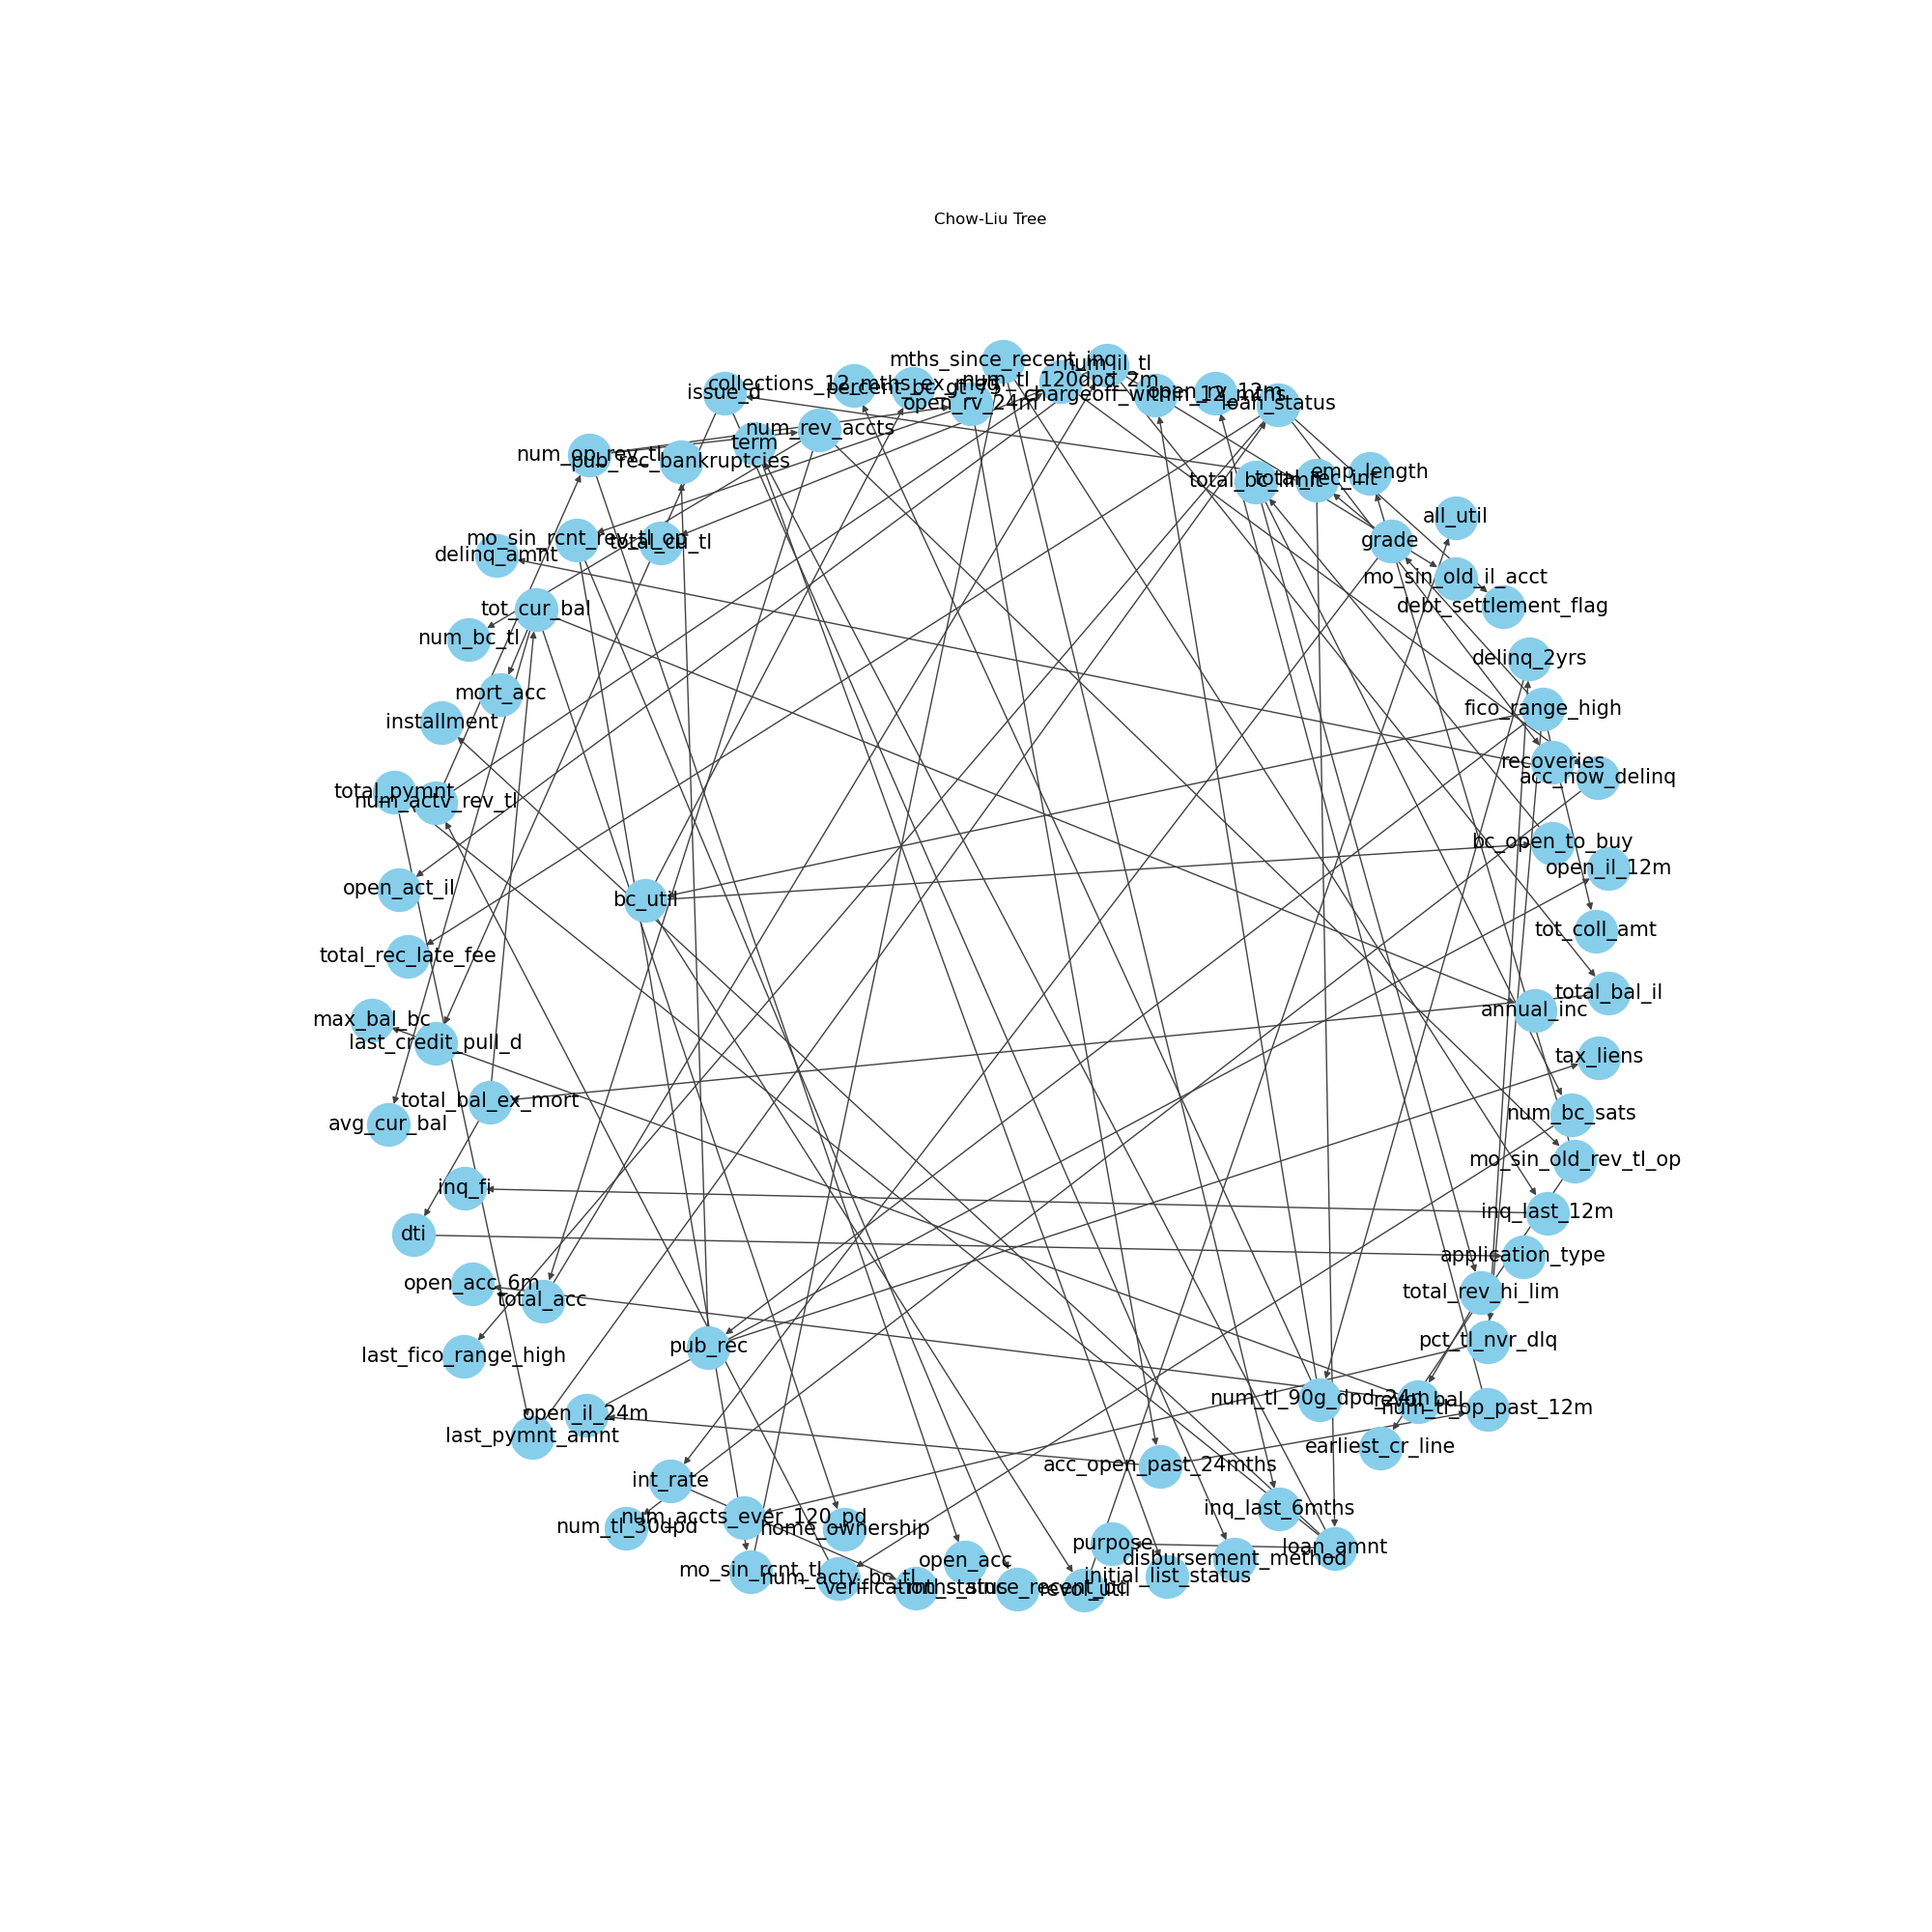 Chow-Liu Tree
mths_since_recent_inq
num_il_tl
collections_12_mths_ex_med
percent_bc_gt_75
num_tl_120dpd_2m
issue_d
chargeoff_within_12_mths
open_rv_12m
open_rv_24m
loan_status
num_rev_accts
term
num_op_rev_tl
pub_rec_bankruptcies
total_bc_limit
total_rec_int
emp_length
all_util
mo_sin_rcnt_rev_tl_op
total_cu_tl
grade
delinq_amnt
mo_sin_old_il_acct
tot_cur_bal
debt_settlement_flag
num_bc_tl
delinq_2yrs
mort_acc
fico_range_high
installment
recoveries
total_pymnt
acc_now_delinq
num_actv_rev_tl
bc_open_to_buy
open_il_12m
open_act_il
bc_util
tot_coll_amt
total_rec_late_fee
total_bal_il
annual_inc
max_bal_bc
last_credit_pull_d
tax_liens
total_bal_ex_mort
num_bc_sats
avg_cur_bal
mo_sin_old_rev_tl_op
inq_fi
inq_last_12m
dti
application_type
open_acc_6m
total_acc
total_rev_hi_lim
pub_rec
pct_tl_nvr_dlq
last_fico_range_high
num_tl_90g_dpd_24m
revol_bal
num_tl_op_past_12m
open_il_24m
last_pymnt_amnt
earliest_cr_line
acc_open_past_24mths
int_rate
inq_last_6mths
num_accts_ever_120_pd
num_tl_30dpd
home_ownership
purpose
loan_amnt
open_acc
disbursement_method
mo_sin_rcnt_tl
num_actv_bc_tl
initial_list_status
verification_status
mths_since_recent_bc
revol_util